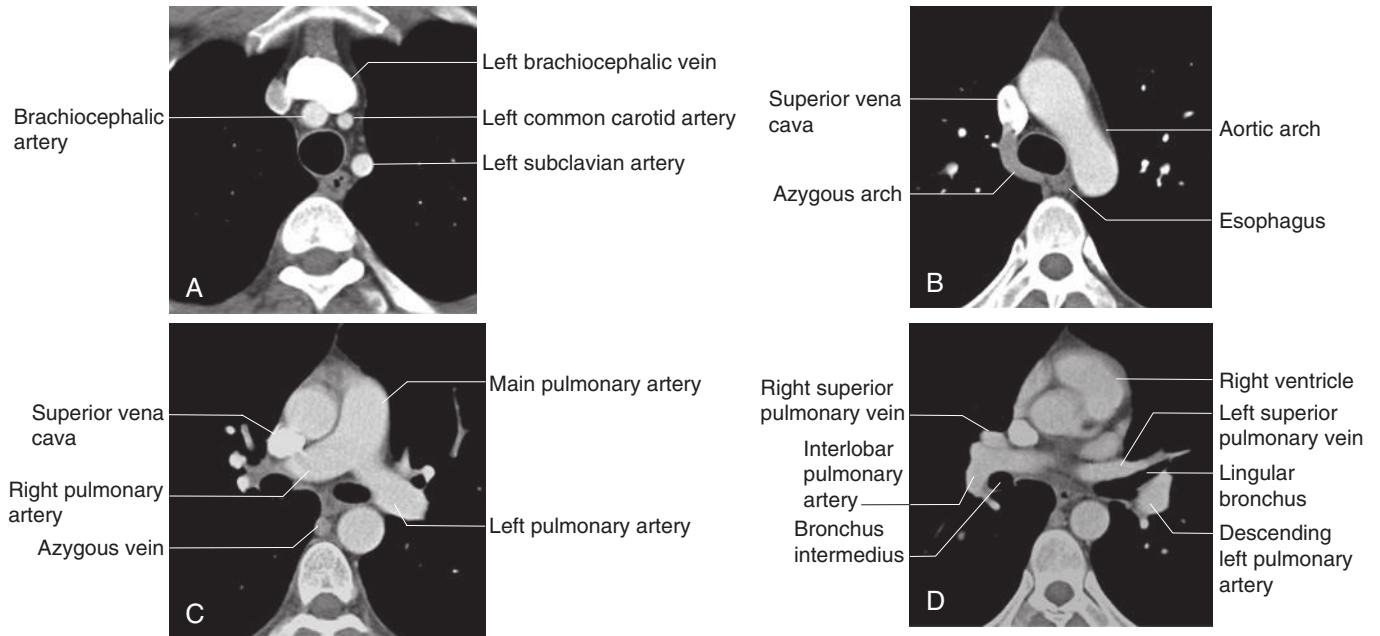 Brachiocephalic
artery
Left brachiocephalic vein
Left common carotid artery
Left subclavian artery
A
Superior vena
cava
Azygous arch
Aortic arch
Esophagus
B
Superior vena
cava
Right pulmonary
artery
Azygous vein
Main pulmonary artery
Left pulmonary artery
C
Right superior
pulmonary vein
Interlobar
pulmonary
artery
Bronchus
intermedius
Right ventricle
Left superior
pulmonary vein
Lingular
bronchus
Descending
left pulmonary
artery
D